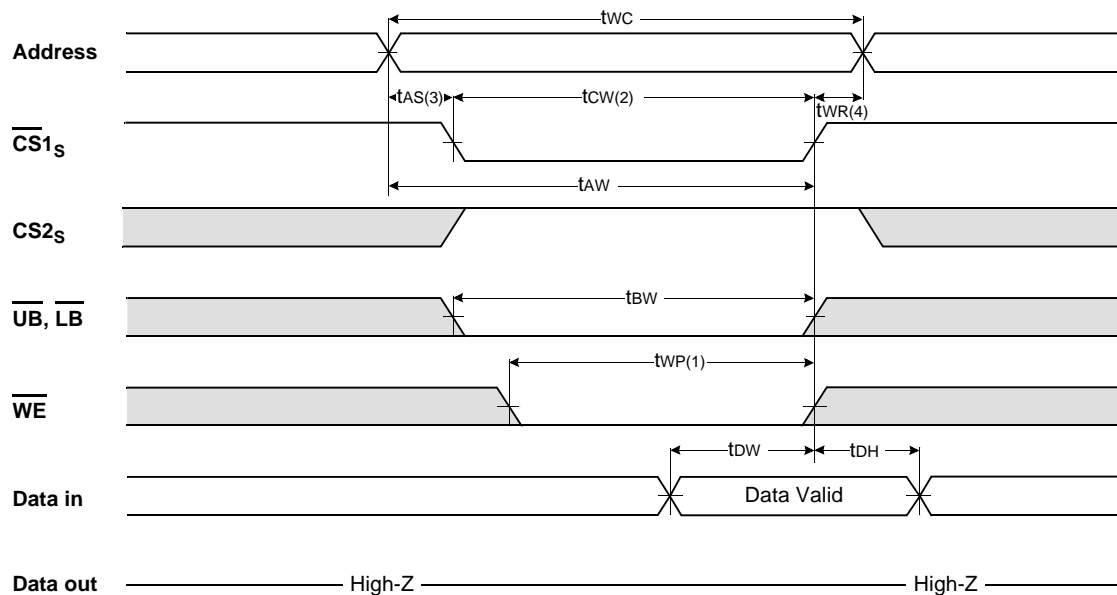 tWC
Address
tAS(3) tCW(2) tWR(4)
CS1S
tAW
CS2S
tBW
UB, LB
tWP(1)
WE
tDW tDH
Data in Data Valid
Data out High-Z High-Z